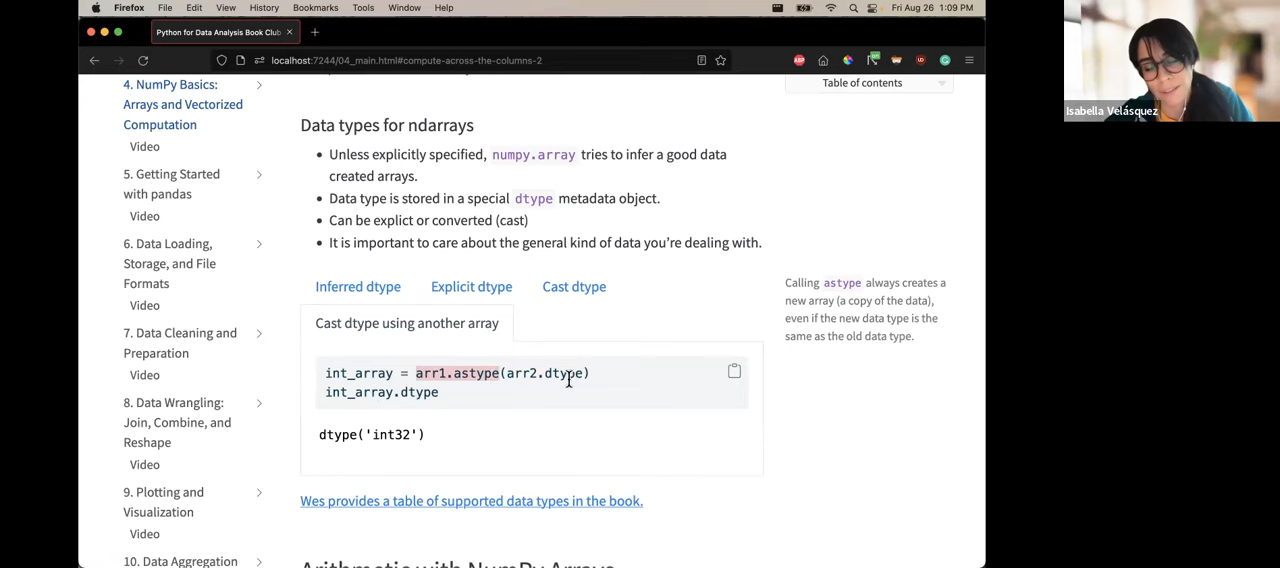 Firefox File Edit View History Bookmarks Tools Window Help Fri Aug 26 1:09 PM
Python for Data Analysis Book Club
localhost:7244/04_main.html#compute-across-the-columns-2
4. NumPy Basics:
Arrays and Vectorized
Computation
Video
5. Getting Started
with pandas
Video
6. Data Loading,
Storage, and File
Formats
Video
7. Data Cleaning and
Preparation
Video
8. Data Wrangling:
Join, Combine, and
Reshape
Video
9. Plotting and
Visualization
Video
10. Data Aggregation
Data types for ndarrays
Unless explicitly specified, numpy.array tries to infer a good data
created arrays.
Data type is stored in a special dtype metadata object.
Can be explict or converted (cast)
It is important to care about the general kind of data you're dealing with.
Inferred dtype Explicit dtype Cast dtype
Cast dtype using another array
int_array = arr1.astype(arr2.dtype)
int_array.dtype
dtype('int32')
Wes provides a table of supported data types in the book.
Arithmetic with NumPy Arrays
Table of contents
Calling astype always creates a
new array (a copy of the data),
even if the new data type is the
same as the old data type.
Isabella Velásquez